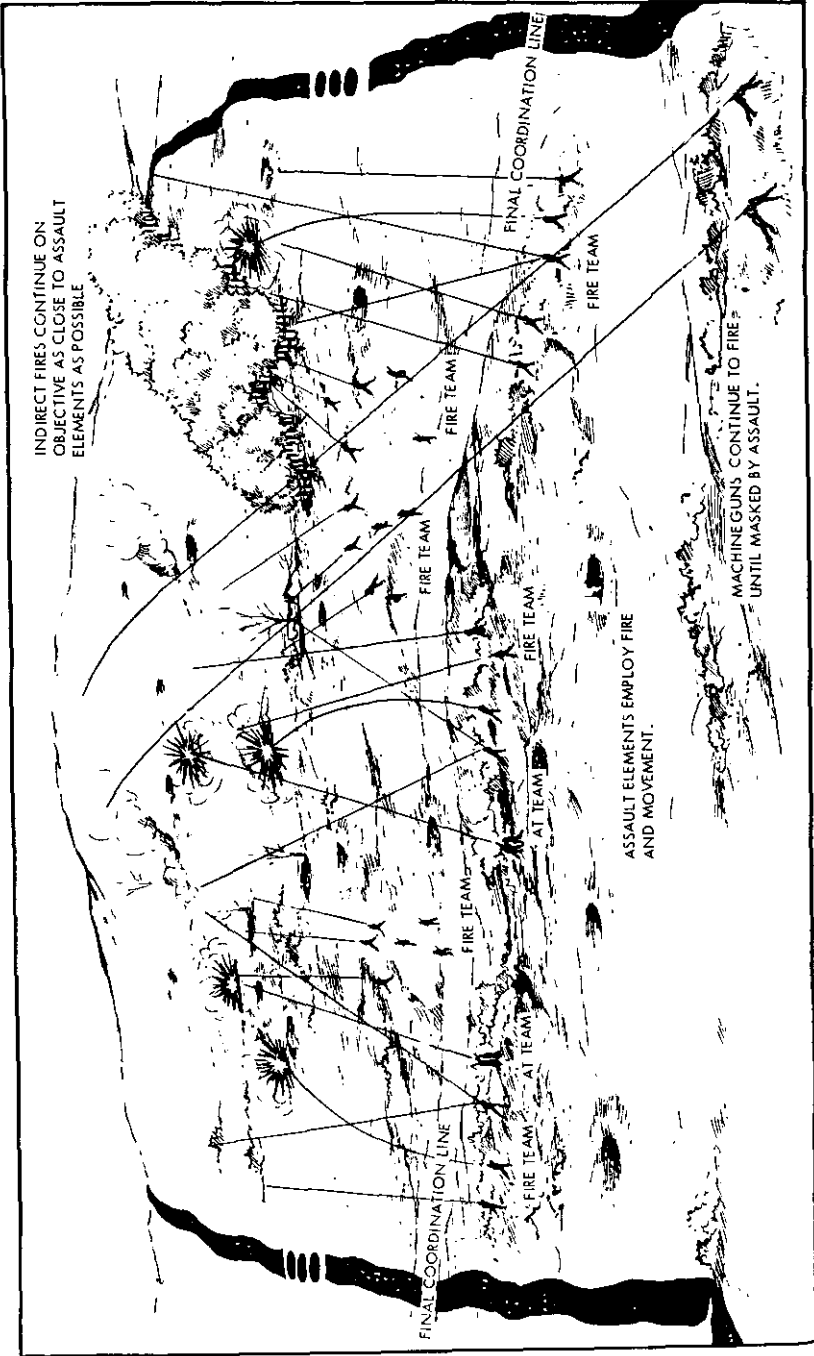 INDIRECT FIRES CONTINUE ON
OBJECTIVE AS CLOSE TO ASSAULT
ELEMENTS AS POSSIBLE
FINAL COORDINATION LINE
FINAL COORDINATION LINE
FIRE TEAM
AT TEAM
FIRE TEAM
AT TEAM
FIRE TEAM
FIRE TEAM
FIRE TEAM
FIRE TEAM
ASSAULT ELEMENTS EMPLOY FIRE
AND MOVEMENT.
MACHINE GUNS CONTINUE TO FIRE
UNTIL MASKED BY ASSAULT.